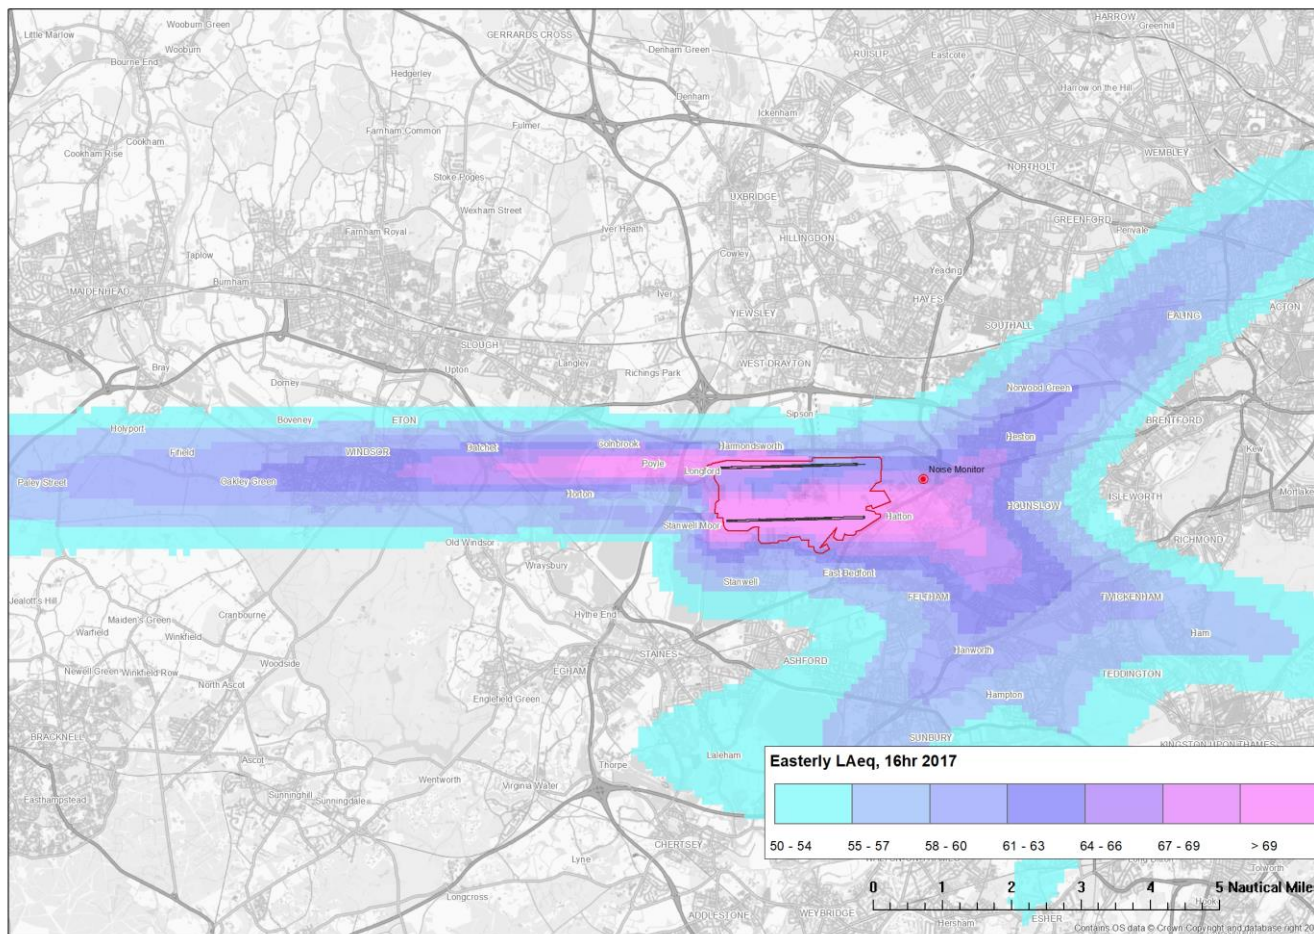 Little Marlow
Wooburn Green
Wooburn
Bourne End
GERRARDS CROSS
Denham Green
HARROW
Greenhill
RUISLIP
Eastcote
Harrow on the Hill
Hedgerley
Denham
Ickenham
Cookham
Cookham Rise
Farnham Common
Fulmer
NORTHOLT
WEMBLEY
Stoke Poges
UXBRIDGE
Wexham Street
GREENFORD
Perivale
Farnham Royal
Iver Heath
HILLINGDON
Taplow
Cowley
Yeading
Burnham
MAIDENHEAD
Iver
HAYES
YIEWSLEY
SOUTHALL
EALING
ACTON
SLOUGH
Langley
Bray
Upton
Richings Park
WEST DRAYTON
Dorney
Norwood Green
Boveney
ETON
Sipson
BRENTFORD
Holyport
Heston
Kew
Fifield
WINDSOR
Datchet
Colnbrook
Harmondsworth
Poyle
Longford
Noise Monitor
Paley Street
Oakley Green
Horton
ISLEWORTH
HOUNSLOW
Hatton
Stanwell Moor
RICHMOND
Old Windsor
Wraysbury
East Bedfont
Stanwell
FELTHAM
TWICKENHAM
Jealott's Hill
Cranbourne
Maiden's Green
Hythe End
Warfield
Winkfield
Ham
Woodside
STAINES
Hanworth
Newell Green
Winkfield Row
ASHFORD
EGHAM
TEDDINGTON
North Ascot
Englefield Green
Hampton
BRACKNELL
SUNBURY
KINGSTON UPON THAMES
Ascot
Laleham
Thorpe
Wentworth
Virginia Water
Easthampstead
Sunninghill
Sunningdale
CHERTSEY
Lyne
Longcross
ADDLESTONE
WEYBRIDGE
Hersham
ESHER
Hook
Tolworth
Easterly LAeq, 16hr 2017
50 - 54 55 - 57 58 - 60 61 - 63 64 - 66 67 - 69 > 69
0 1 2 3 4 5 Nautical Mile
Contains OS data © Crown Copyright and database right 2